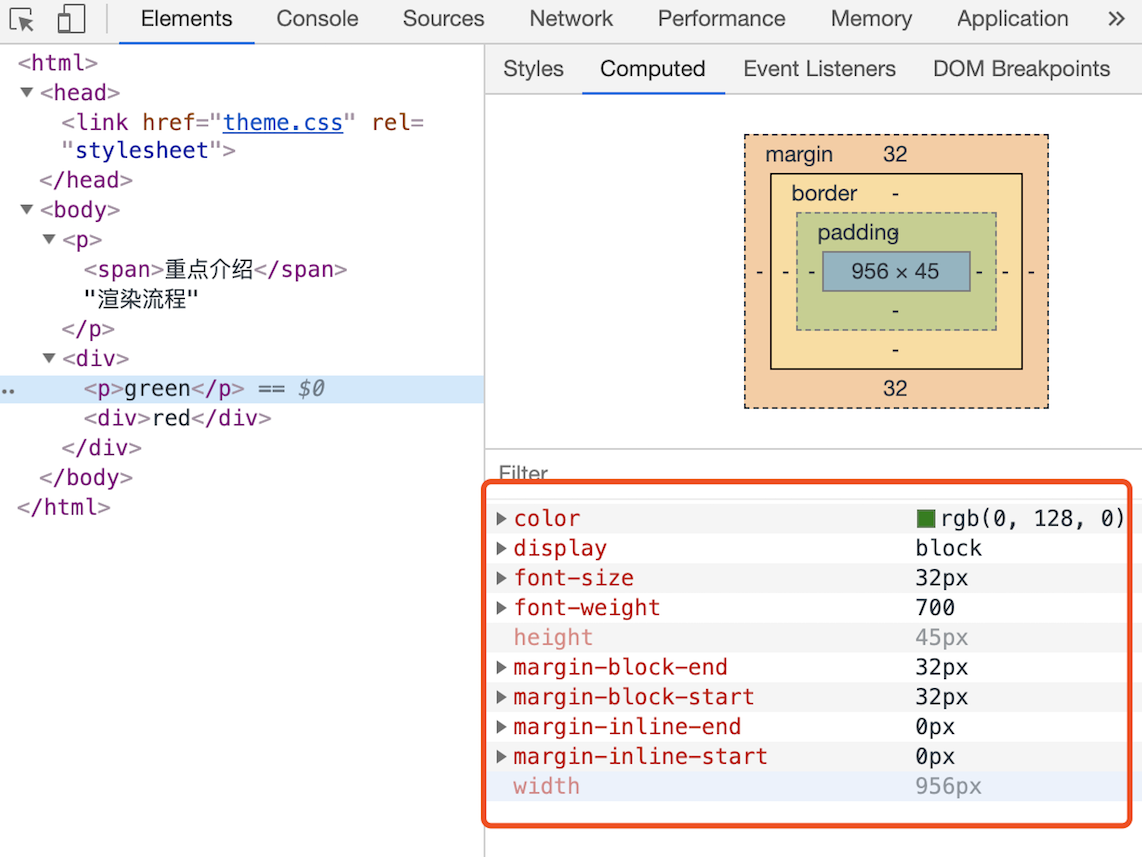 Elements Console Sources Network Performance Memory Application »
<html>
<head>
<link href="theme.css" rel=
"stylesheet">
</head>
<body>
<p>
<span>重点介绍</span>
"渲染流程"
</p>
<div>
<p>green</p> == $0
<div>red</div>
</div>
</body>
</html>
Styles Computed Event Listeners DOM Breakpoints
margin 32
border -
padding -
- - - 956 × 45 - - -
-
-
32
Filter
color rgb(0, 128, 0)
display block
font-size 32px
font-weight 700
height 45px
margin-block-end 32px
margin-block-start 32px
margin-inline-end 0px
margin-inline-start 0px
width 956px